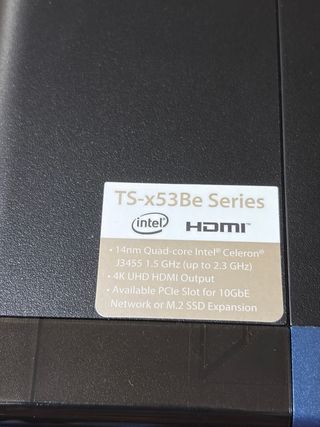 TS-x53Be Series
intel HDMI
• 14nm Quad-core Intel® Celeron®
J3455 1.5 GHz (up to 2.3 GHz)
• 4K UHD HDMI Output
• Available PCIe Slot for 10GbE
Network or M.2 SSD Expansion